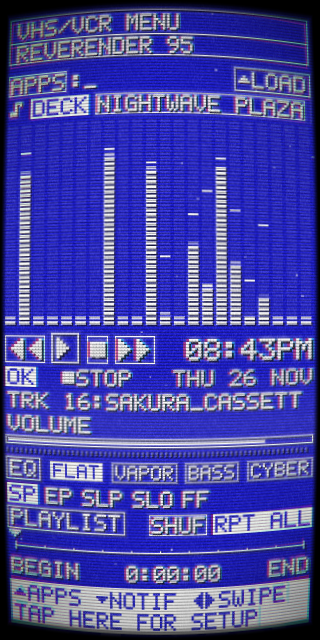 VHS/VCR MENU
REVERENDER 95
APPS:_ ▲LOAD
♪ DECK NIGHTWAVE PLAZA
08:43PM
OK ■STOP THU 26 NOV
TRK 16:SAKURA_CASSETT
VOLUME
EQ FLAT VAPOR BASS CYBER
SP EP SLP SLO FF
PLAYLIST SHUF RPT ALL
BEGIN 0:00:00 END
▲APPS ▼NOTIF ◀▶SWIPE
TAP HERE FOR SETUP